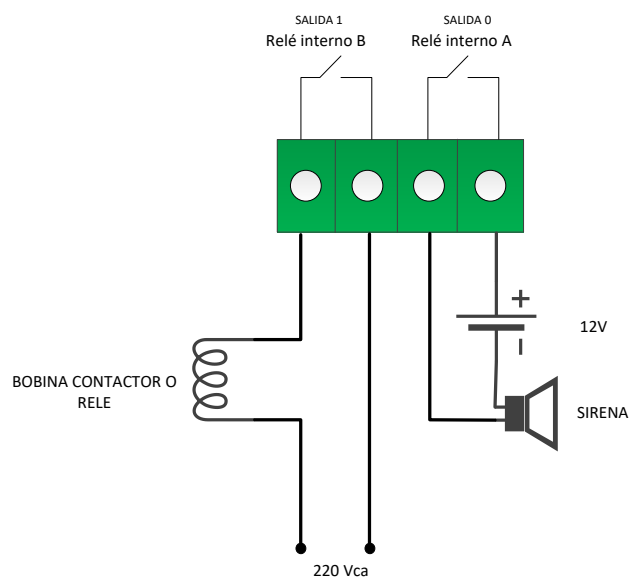 SALIDA 1
Relé interno B
SALIDA 0
Relé interno A
+
12V
−
BOBINA CONTACTOR O
RELE
SIRENA
220 Vca